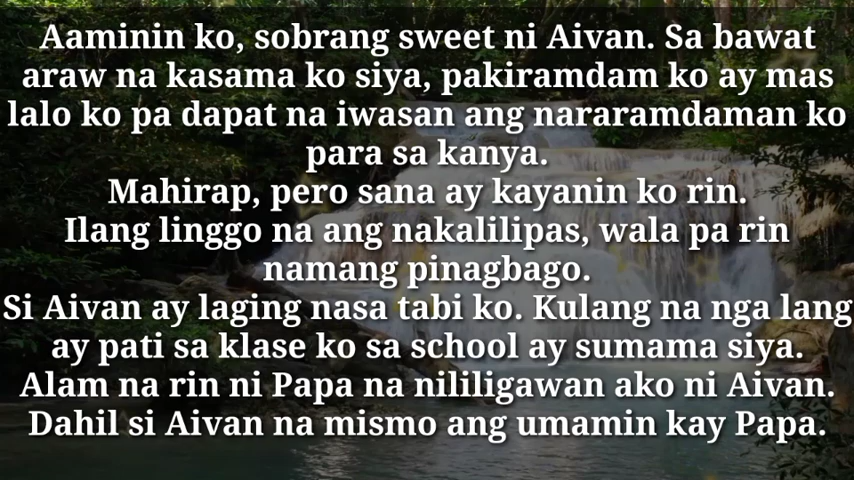 Aaminin ko, sobrang sweet ni Aivan. Sa bawat
araw na kasama ko siya, pakiramdam ko ay mas
lalo ko pa dapat na iwasan ang nararamdaman ko
para sa kanya.
Mahirap, pero sana ay kayanin ko rin.
Ilang linggo na ang nakalilipas, wala pa rin
namang pinagbago.
Si Aivan ay laging nasa tabi ko. Kulang na nga lang
ay pati sa klase ko sa school ay sumama siya.
Alam na rin ni Papa na nililigawan ako ni Aivan.
Dahil si Aivan na mismo ang umamin kay Papa.